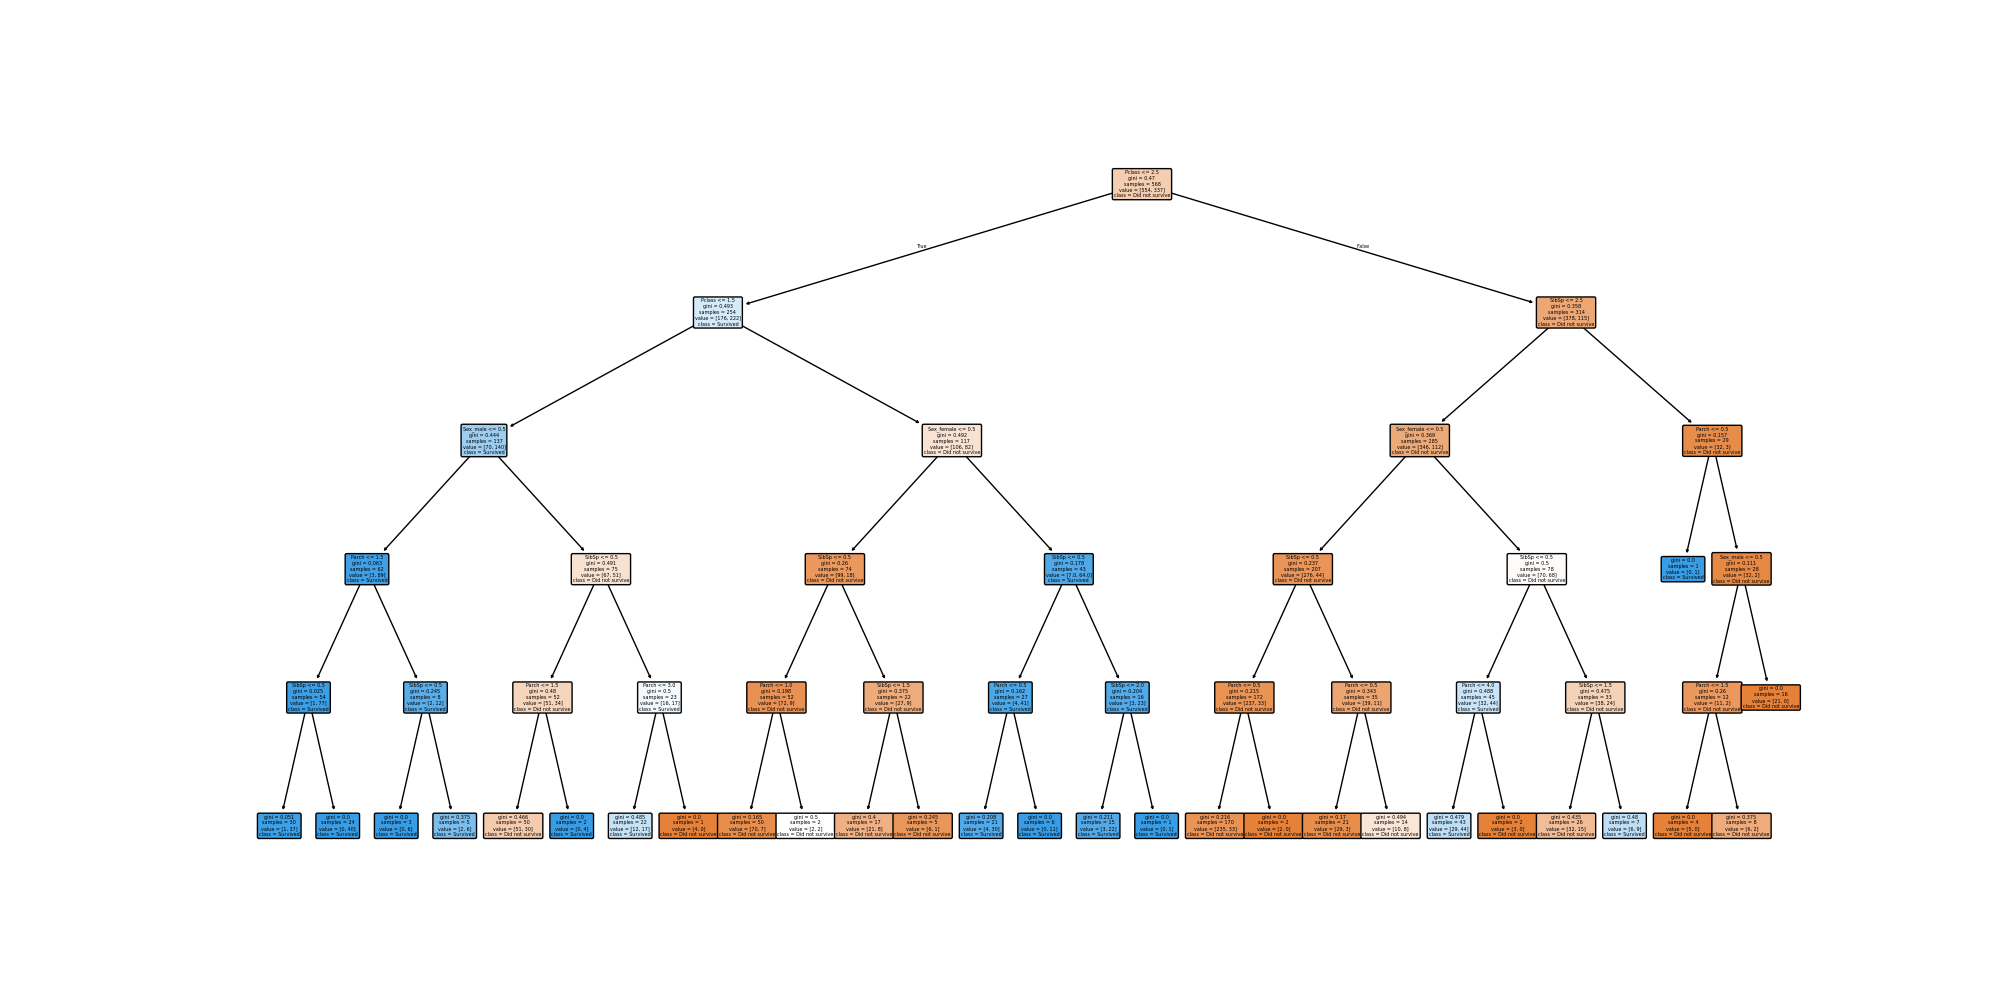 Pclass <= 2.5
gini = 0.47
samples = 568
value = [554, 337]
class = Did not survive
True
False
Pclass <= 1.5
gini = 0.493
samples = 254
value = [176, 222]
class = Survived
SibSp <= 2.5
gini = 0.358
samples = 314
value = [378, 115]
class = Did not survive
Sex_male <= 0.5
gini = 0.444
samples = 137
value = [70, 140]
class = Survived
Sex_female <= 0.5
gini = 0.492
samples = 117
value = [106, 82]
class = Did not survive
Sex_female <= 0.5
gini = 0.369
samples = 285
value = [346, 112]
class = Did not survive
Parch <= 0.5
gini = 0.157
samples = 29
value = [32, 3]
class = Did not survive
Parch <= 1.5
gini = 0.063
samples = 62
value = [3, 89]
class = Survived
SibSp <= 0.5
gini = 0.491
samples = 75
value = [67, 51]
class = Did not survive
SibSp <= 0.5
gini = 0.26
samples = 74
value = [99, 18]
class = Did not survive
SibSp <= 0.5
gini = 0.178
samples = 43
value = [7.0, 64.0]
class = Survived
SibSp <= 0.5
gini = 0.237
samples = 207
value = [276, 44]
class = Did not survive
SibSp <= 0.5
gini = 0.5
samples = 78
value = [70, 68]
class = Did not survive
gini = 0.0
samples = 1
value = [0, 1]
class = Survived
Sex_male <= 0.5
gini = 0.111
samples = 28
value = [32, 2]
class = Did not survive
SibSp <= 0.5
gini = 0.025
samples = 54
value = [1, 77]
class = Survived
SibSp <= 0.5
gini = 0.245
samples = 8
value = [2, 12]
class = Survived
Parch <= 1.5
gini = 0.48
samples = 52
value = [51, 34]
class = Did not survive
Parch <= 3.0
gini = 0.5
samples = 23
value = [16, 17]
class = Survived
Parch <= 1.0
gini = 0.198
samples = 52
value = [72, 9]
class = Did not survive
SibSp <= 1.5
gini = 0.375
samples = 22
value = [27, 9]
class = Did not survive
Parch <= 0.5
gini = 0.162
samples = 27
value = [4, 41]
class = Survived
SibSp <= 2.0
gini = 0.204
samples = 16
value = [3, 23]
class = Survived
Parch <= 0.5
gini = 0.215
samples = 172
value = [237, 33]
class = Did not survive
Parch <= 0.5
gini = 0.343
samples = 35
value = [39, 11]
class = Did not survive
Parch <= 4.0
gini = 0.488
samples = 45
value = [32, 44]
class = Survived
SibSp <= 1.5
gini = 0.475
samples = 33
value = [38, 24]
class = Did not survive
Parch <= 1.5
gini = 0.26
samples = 12
value = [11, 2]
class = Did not survive
gini = 0.0
samples = 16
value = [21, 0]
class = Did not survive
gini = 0.051
samples = 30
value = [1, 37]
class = Survived
gini = 0.0
samples = 24
value = [0, 40]
class = Survived
gini = 0.0
samples = 3
value = [0, 6]
class = Survived
gini = 0.375
samples = 5
value = [2, 6]
class = Survived
gini = 0.466
samples = 50
value = [51, 30]
class = Did not survive
gini = 0.0
samples = 2
value = [0, 4]
class = Survived
gini = 0.485
samples = 22
value = [12, 17]
class = Survived
gini = 0.0
samples = 1
value = [4, 0]
class = Did not survive
gini = 0.165
samples = 50
value = [70, 7]
class = Did not survive
gini = 0.5
samples = 2
value = [2, 2]
class = Did not survive
gini = 0.4
samples = 17
value = [21, 8]
class = Did not survive
gini = 0.245
samples = 5
value = [6, 1]
class = Did not survive
gini = 0.208
samples = 21
value = [4, 30]
class = Survived
gini = 0.0
samples = 6
value = [0, 11]
class = Survived
gini = 0.211
samples = 15
value = [3, 22]
class = Survived
gini = 0.0
samples = 1
value = [0, 1]
class = Survived
gini = 0.216
samples = 170
value = [235, 33]
class = Did not survive
gini = 0.0
samples = 2
value = [2, 0]
class = Did not survive
gini = 0.17
samples = 21
value = [29, 3]
class = Did not survive
gini = 0.494
samples = 14
value = [10, 8]
class = Did not survive
gini = 0.479
samples = 43
value = [29, 44]
class = Survived
gini = 0.0
samples = 2
value = [3, 0]
class = Did not survive
gini = 0.435
samples = 26
value = [32, 15]
class = Did not survive
gini = 0.48
samples = 7
value = [6, 9]
class = Survived
gini = 0.0
samples = 4
value = [5, 0]
class = Did not survive
gini = 0.375
samples = 8
value = [6, 2]
class = Did not survive